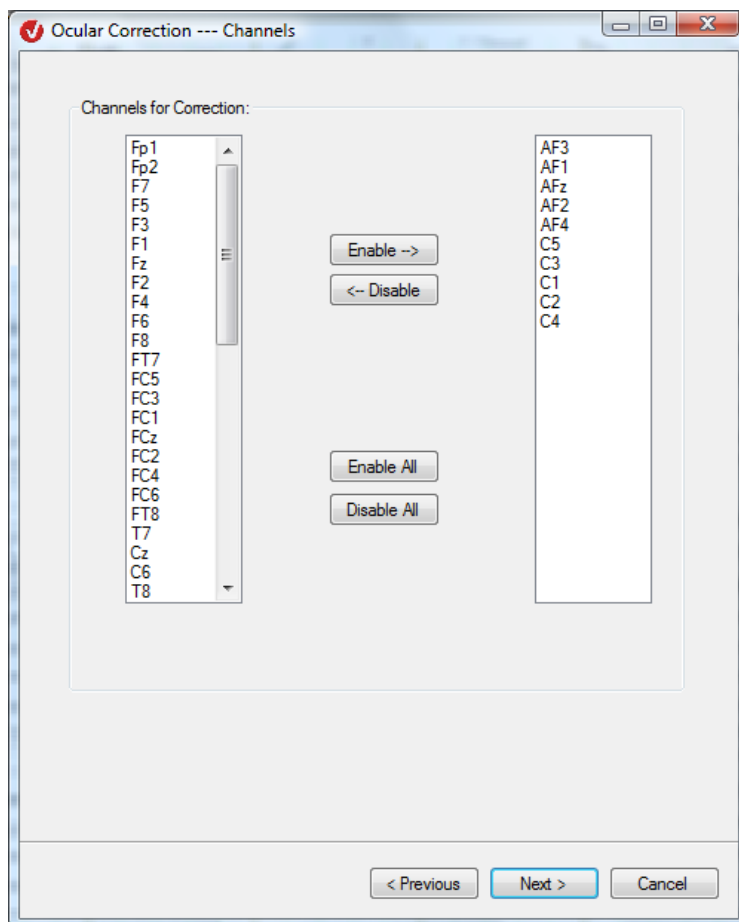 Ocular Correction --- Channels
Channels for Correction:
Fp1
Fp2
F7
F5
F3
F1
Fz
F2
F4
F6
F8
FT7
FC5
FC3
FC1
FCz
FC2
FC4
FC6
FT8
T7
Cz
C6
T8
Enable -->
<-- Disable
Enable All
Disable All
AF3
AF1
AFz
AF2
AF4
C5
C3
C1
C2
C4
< Previous
Next >
Cancel